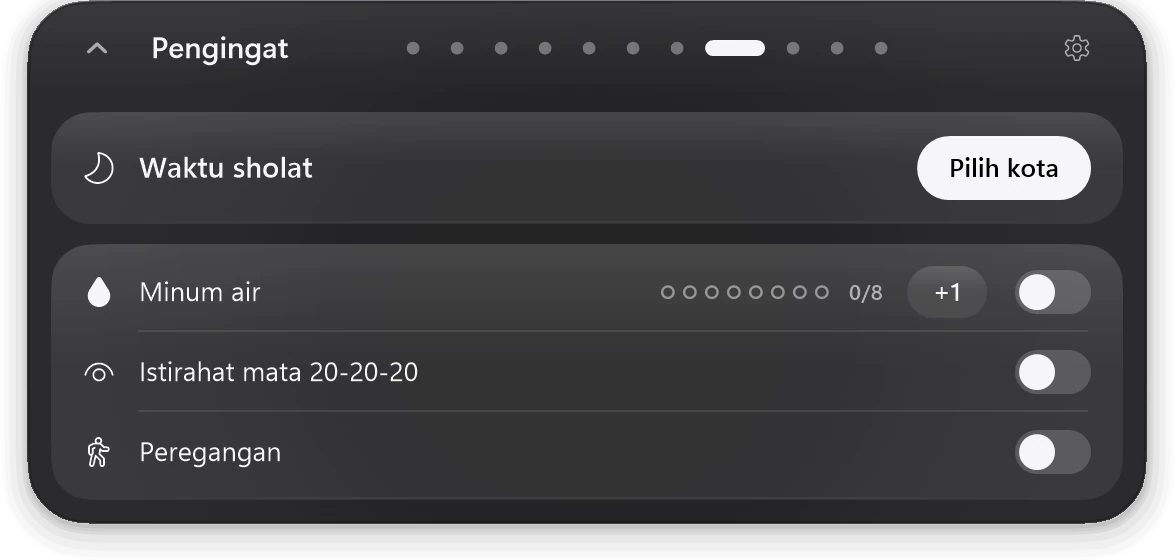 Pengingat
Waktu sholat
Pilih kota
Minum air
0/8
+1
Istirahat mata 20-20-20
Peregangan